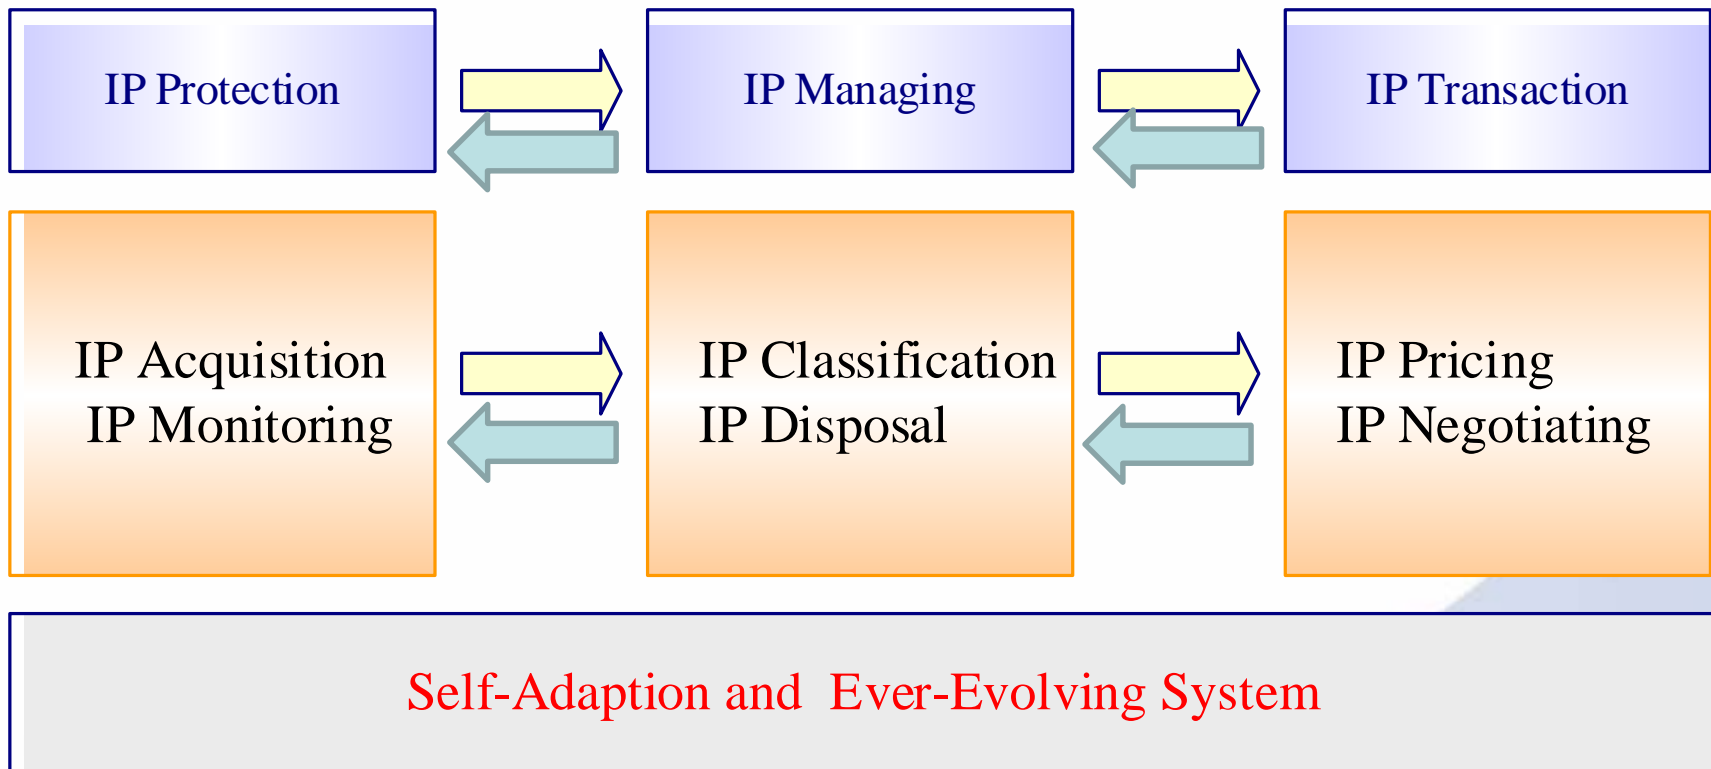 IP Protection
IP Managing
IP Transaction
IP Acquisition
IP Monitoring
IP Classification
IP Disposal
IP Pricing
IP Negotiating
Self-Adaption and  Ever-Evolving System